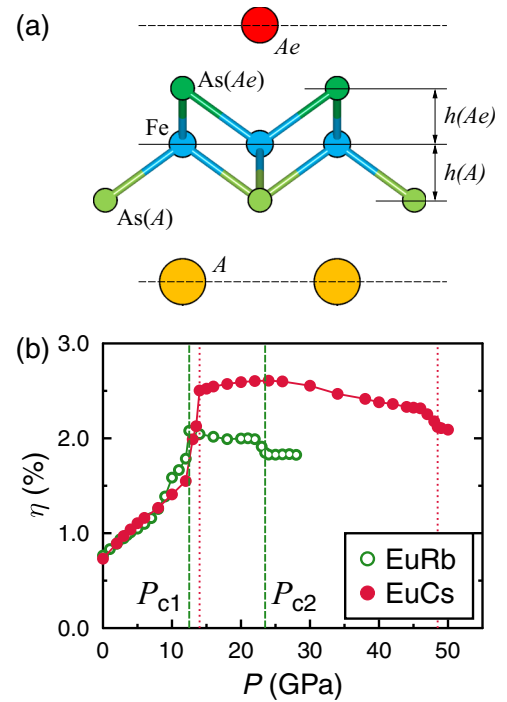 (a)
Ae
As(Ae)
Fe
h(Ae)
h(A)
As(A)
A
(b)
3.0
2.0
1.0
0.0
η (%)
EuRb
EuCs
Pc1
Pc2
0 10 20 30 40 50
P (GPa)